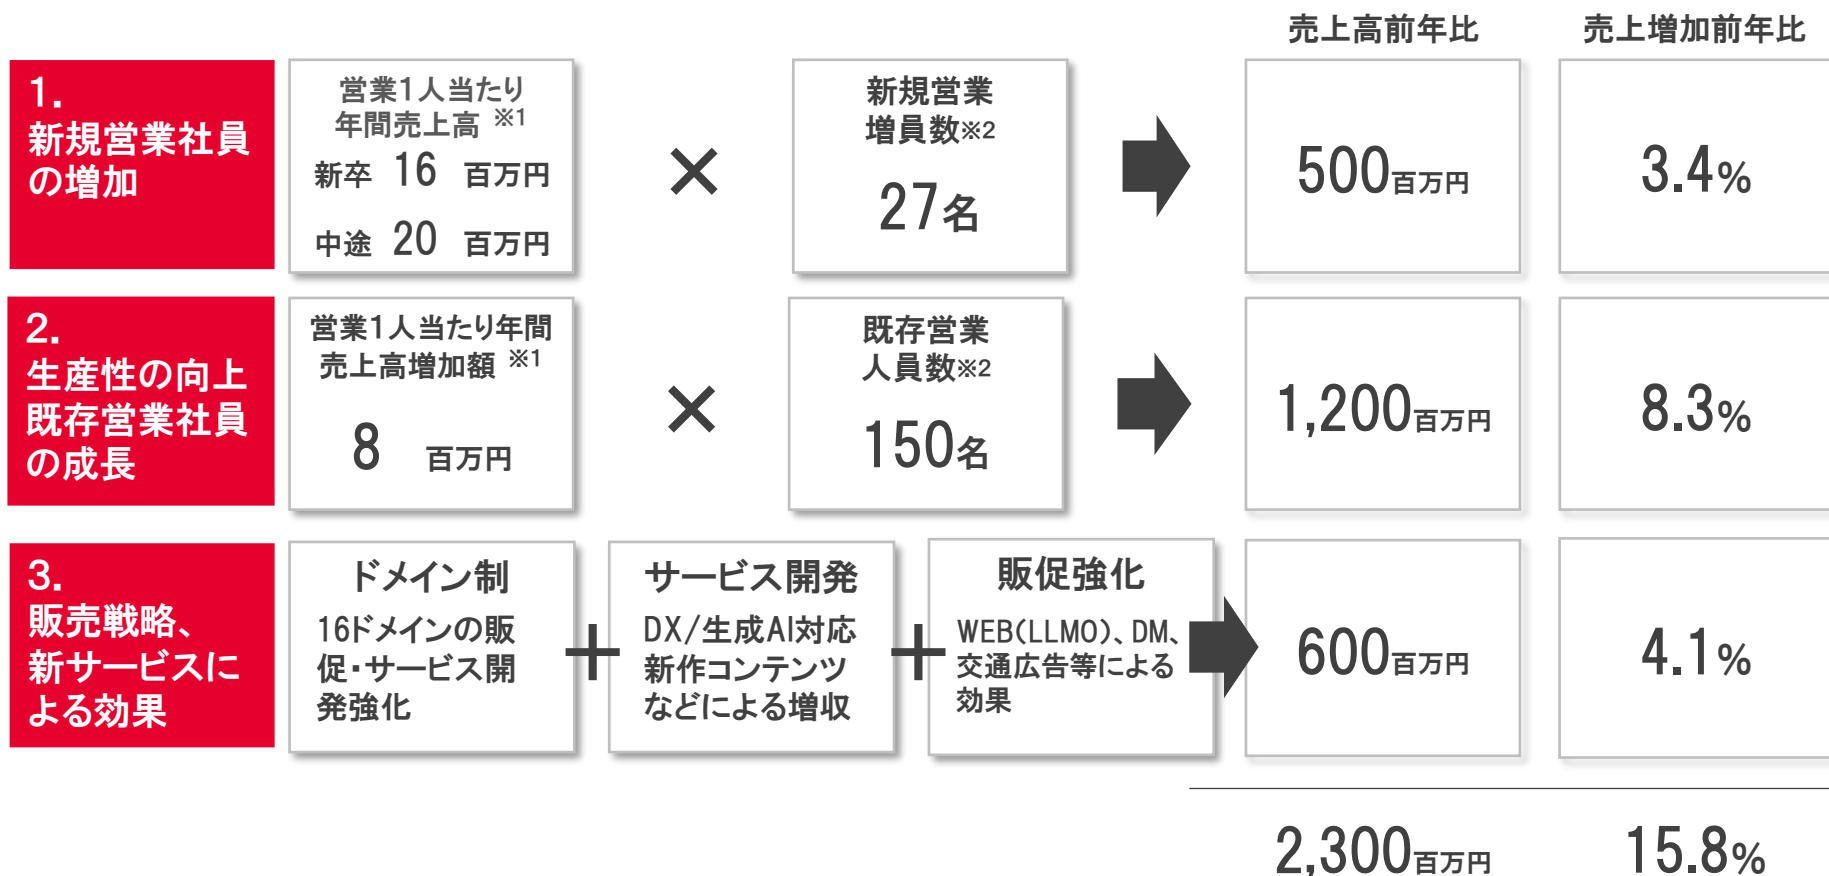 売上高前年比
売上増加前年比
1.
新規営業社員
の増加
営業1人当たり
年間売上高 ※1
新卒 16 百万円
中途 20 百万円
×
新規営業
増員数※2
27名
500百万円
3.4%
2.
生産性の向上
既存営業社員
の成長
営業1人当たり年間
売上高増加額 ※1
8 百万円
×
既存営業
人員数※2
150名
1,200百万円
8.3%
3.
販売戦略、
新サービスに
よる効果
ドメイン制
16ドメインの販
促・サービス開
発強化
+
サービス開発
DX/生成AI対応
新作コンテンツ
などによる増収
+
販促強化
WEB(LLMO)、DM、
交通広告等による
効果
600百万円
4.1%
2,300百万円
15.8%